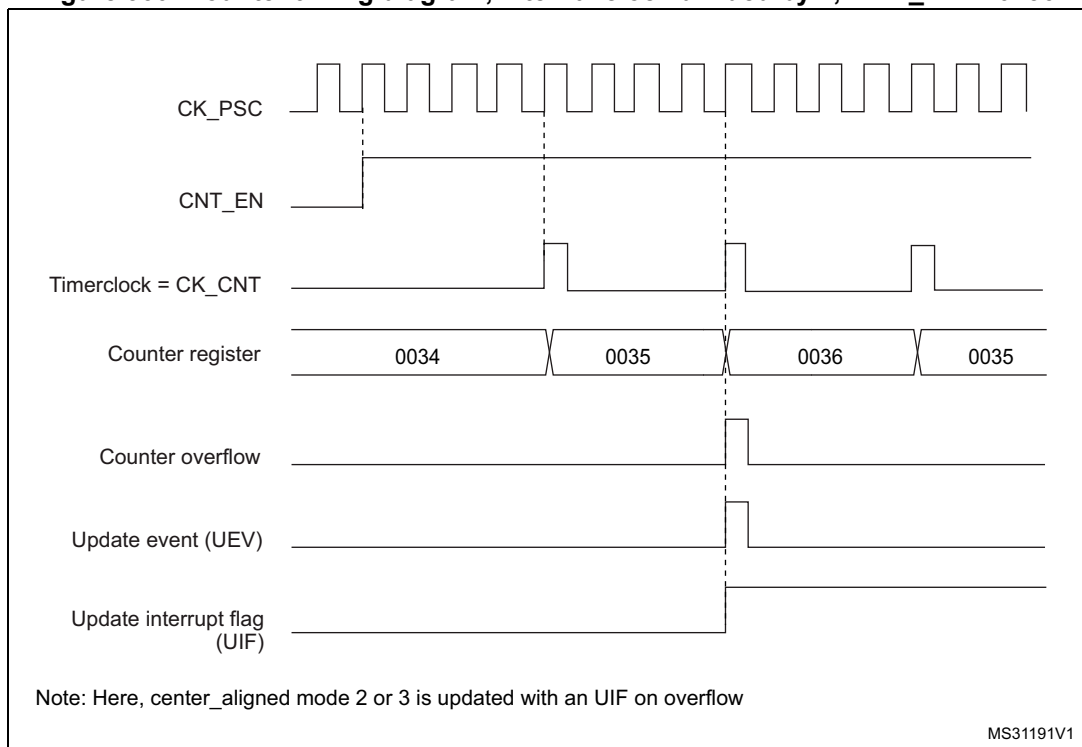 CK_PSC
CNT_EN
Timerclock = CK_CNT
Counter register
0034
0035
0036
0035
Counter overflow
Update event (UEV)
Update interrupt flag
(UIF)
Note: Here, center_aligned mode 2 or 3 is updated with an UIF on overflow
MS31191V1